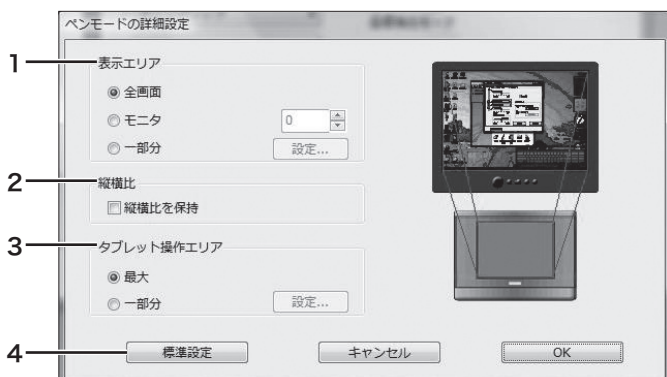 ペンモードの詳細設定
1
表示エリア
全画面
モニタ
0
一部分
設定...
2
縦横比
縦横比を保持
3
タブレット操作エリア
最大
一部分
設定...
4
標準設定
キャンセル
OK